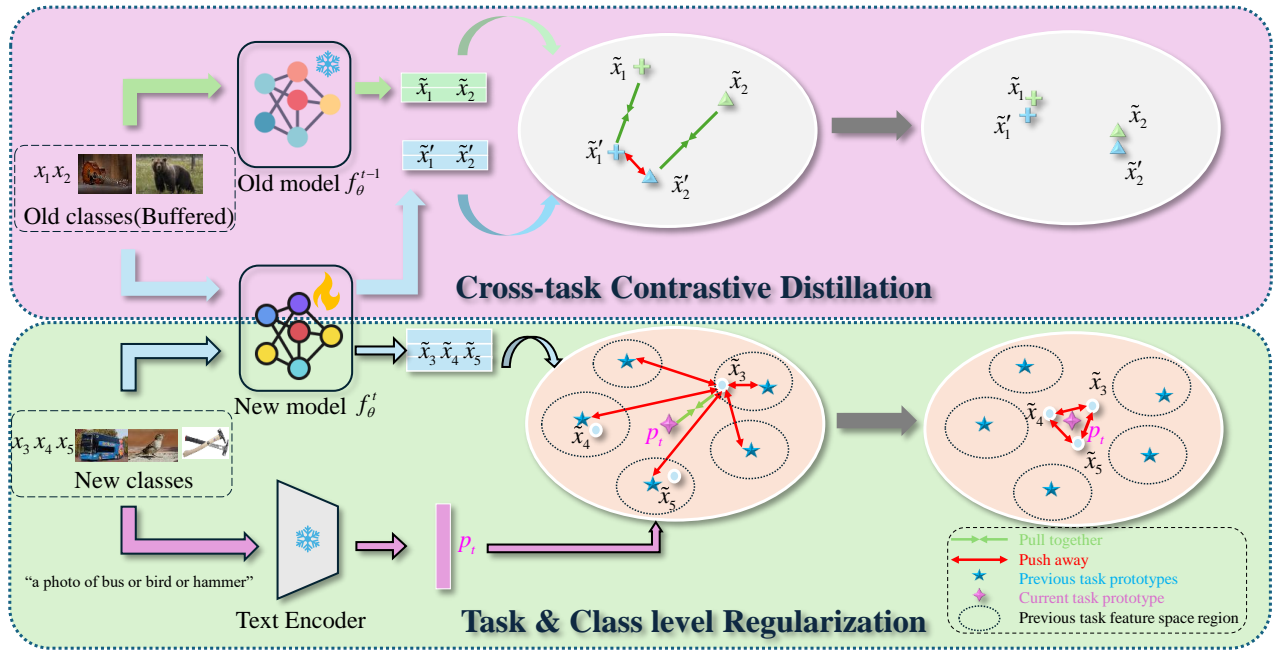 x̃₁ x̃₂
x̃₁
x̃₂
x̃₁
x̃₂
x̃′₁ x̃′₂
x̃′₁
x̃′₂
x̃′₁
x̃′₂
x₁ x₂
Old model f_θ^{t-1}
Old classes(Buffered)
Cross-task Contrastive Distillation
x̃₃ x̃₄ x̃₅
New model f_θ^t
x₃ x₄ x₅
New classes
x̃₃
p_t
x̃₄
x̃₅
x̃₃
x̃₄
p_t
x̃₅
p_t
"a photo of bus or bird or hammer"
Text Encoder
Task & Class level Regularization
Pull together
Push away
Previous task prototypes
Current task prototype
Previous task feature space region